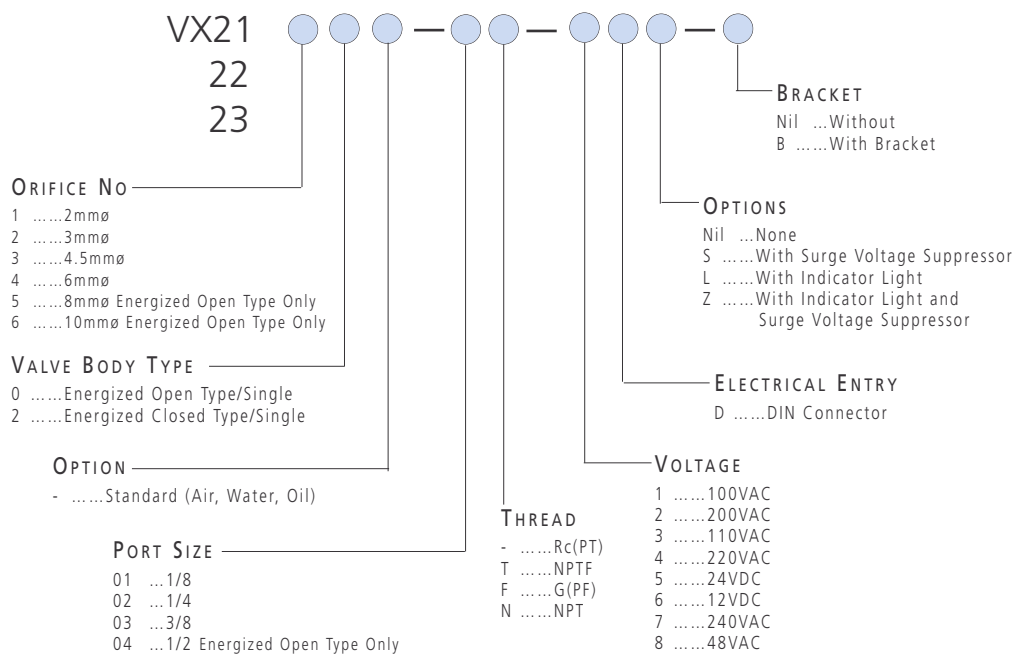 VX21
22
23
BRACKET
Nil ...Without
B ......With Bracket
ORIFICE NO
1 ......2mmø
2 ......3mmø
3 ......4.5mmø
4 ......6mmø
5 ......8mmø Energized Open Type Only
6 ......10mmø Energized Open Type Only
OPTIONS
Nil ...None
S ......With Surge Voltage Suppressor
L ......With Indicator Light
Z ......With Indicator Light and
Surge Voltage Suppressor
VALVE BODY TYPE
0 ......Energized Open Type/Single
2 ......Energized Closed Type/Single
ELECTRICAL ENTRY
D ......DIN Connector
OPTION
- ......Standard (Air, Water, Oil)
VOLTAGE
1 ......100VAC
2 ......200VAC
3 ......110VAC
4 ......220VAC
5 ......24VDC
6 ......12VDC
7 ......240VAC
8 ......48VAC
THREAD
- ......Rc(PT)
T ......NPTF
F ......G(PF)
N ......NPT
PORT SIZE
01 ...1/8
02 ...1/4
03 ...3/8
04 ...1/2 Energized Open Type Only